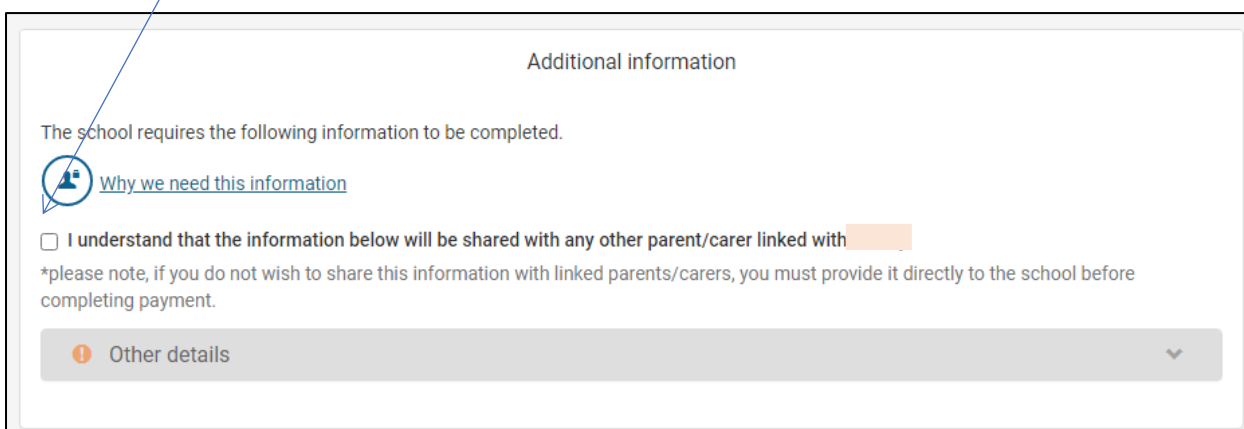 Additional information
The school requires the following information to be completed.
Why we need this information
I understand that the information below will be shared with any other parent/carer linked with
*please note, if you do not wish to share this information with linked parents/carers, you must provide it directly to the school before
completing payment.
Other details